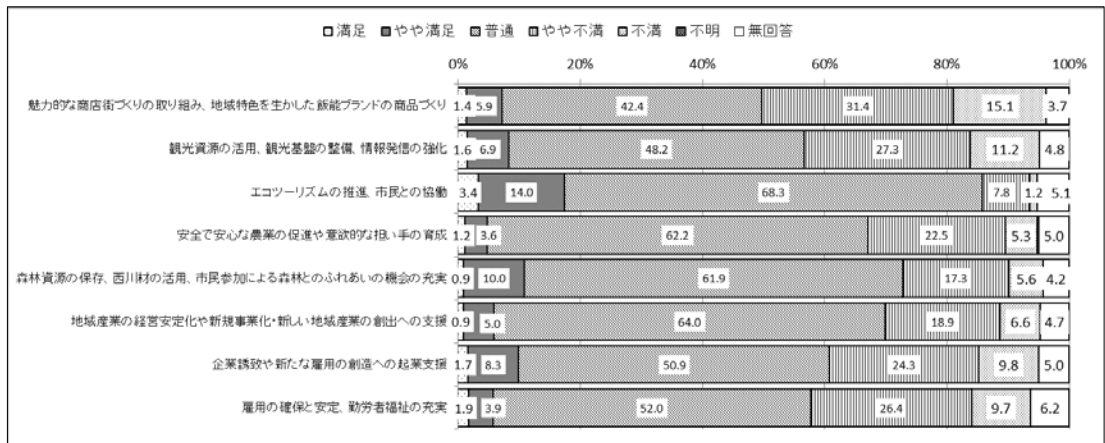 満足 やや満足 普通 やや不満 不満 不明 無回答
0% 20% 40% 60% 80% 100%
魅力的な商店街づくりの取り組み、地域特色を生かした飯能ブランドの商品づくり 1.4 5.9 42.4 31.4 15.1 3.7
観光資源の活用、観光基盤の整備、情報発信の強化 1.6 6.9 48.2 27.3 11.2 4.8
エコツーリズムの推進、市民との協働 3.4 14.0 68.3 7.8 1.2 5.1
安全で安心な農業の促進や意欲的な担い手の育成 1.2 3.6 62.2 22.5 5.3 5.0
森林資源の保存、西川材の活用、市民参加による森林とのふれあいの機会の充実 0.9 10.0 61.9 17.3 5.6 4.2
地域産業の経営安定化や新規事業化・新しい地域産業の創出への支援 0.9 5.0 64.0 18.9 6.6 4.7
企業誘致や新たな雇用の創造への起業支援 1.7 8.3 50.9 24.3 9.8 5.0
雇用の確保と安定、勤労者福祉の充実 1.9 3.9 52.0 26.4 9.7 6.2